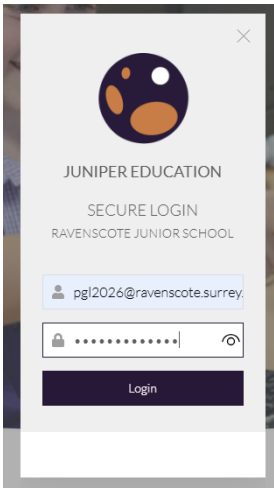 JUNIPER EDUCATION
SECURE LOGIN
RAVENSCOTE JUNIOR SCHOOL
pgl2026@ravenscote.surrey.
•••••••••••••
Login